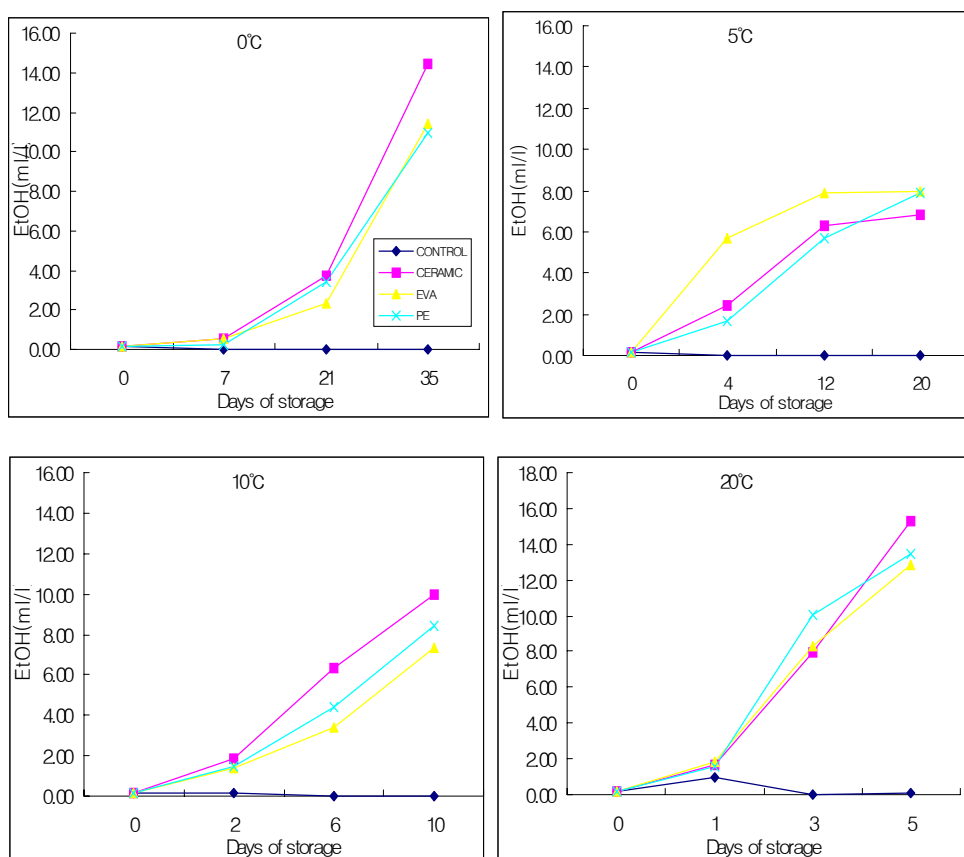 0℃
16.00
14.00
12.00
10.00
8.00
6.00
4.00
2.00
0.00
EtOH(ml/l)
CONTROL
CERAMIC
EVA
PE
0 7 21 35
Days of storage
5℃
16.00
14.00
12.00
10.00
8.00
6.00
4.00
2.00
0.00
EtOH(ml/l)
0 4 12 20
Days of storage
10℃
16.00
14.00
12.00
10.00
8.00
6.00
4.00
2.00
0.00
EtOH(ml/l
0 2 6 10
Days of storage
20℃
18.00
16.00
14.00
12.00
10.00
8.00
6.00
4.00
2.00
0.00
EtOH(ml/l
0 1 3 5
Days of storage